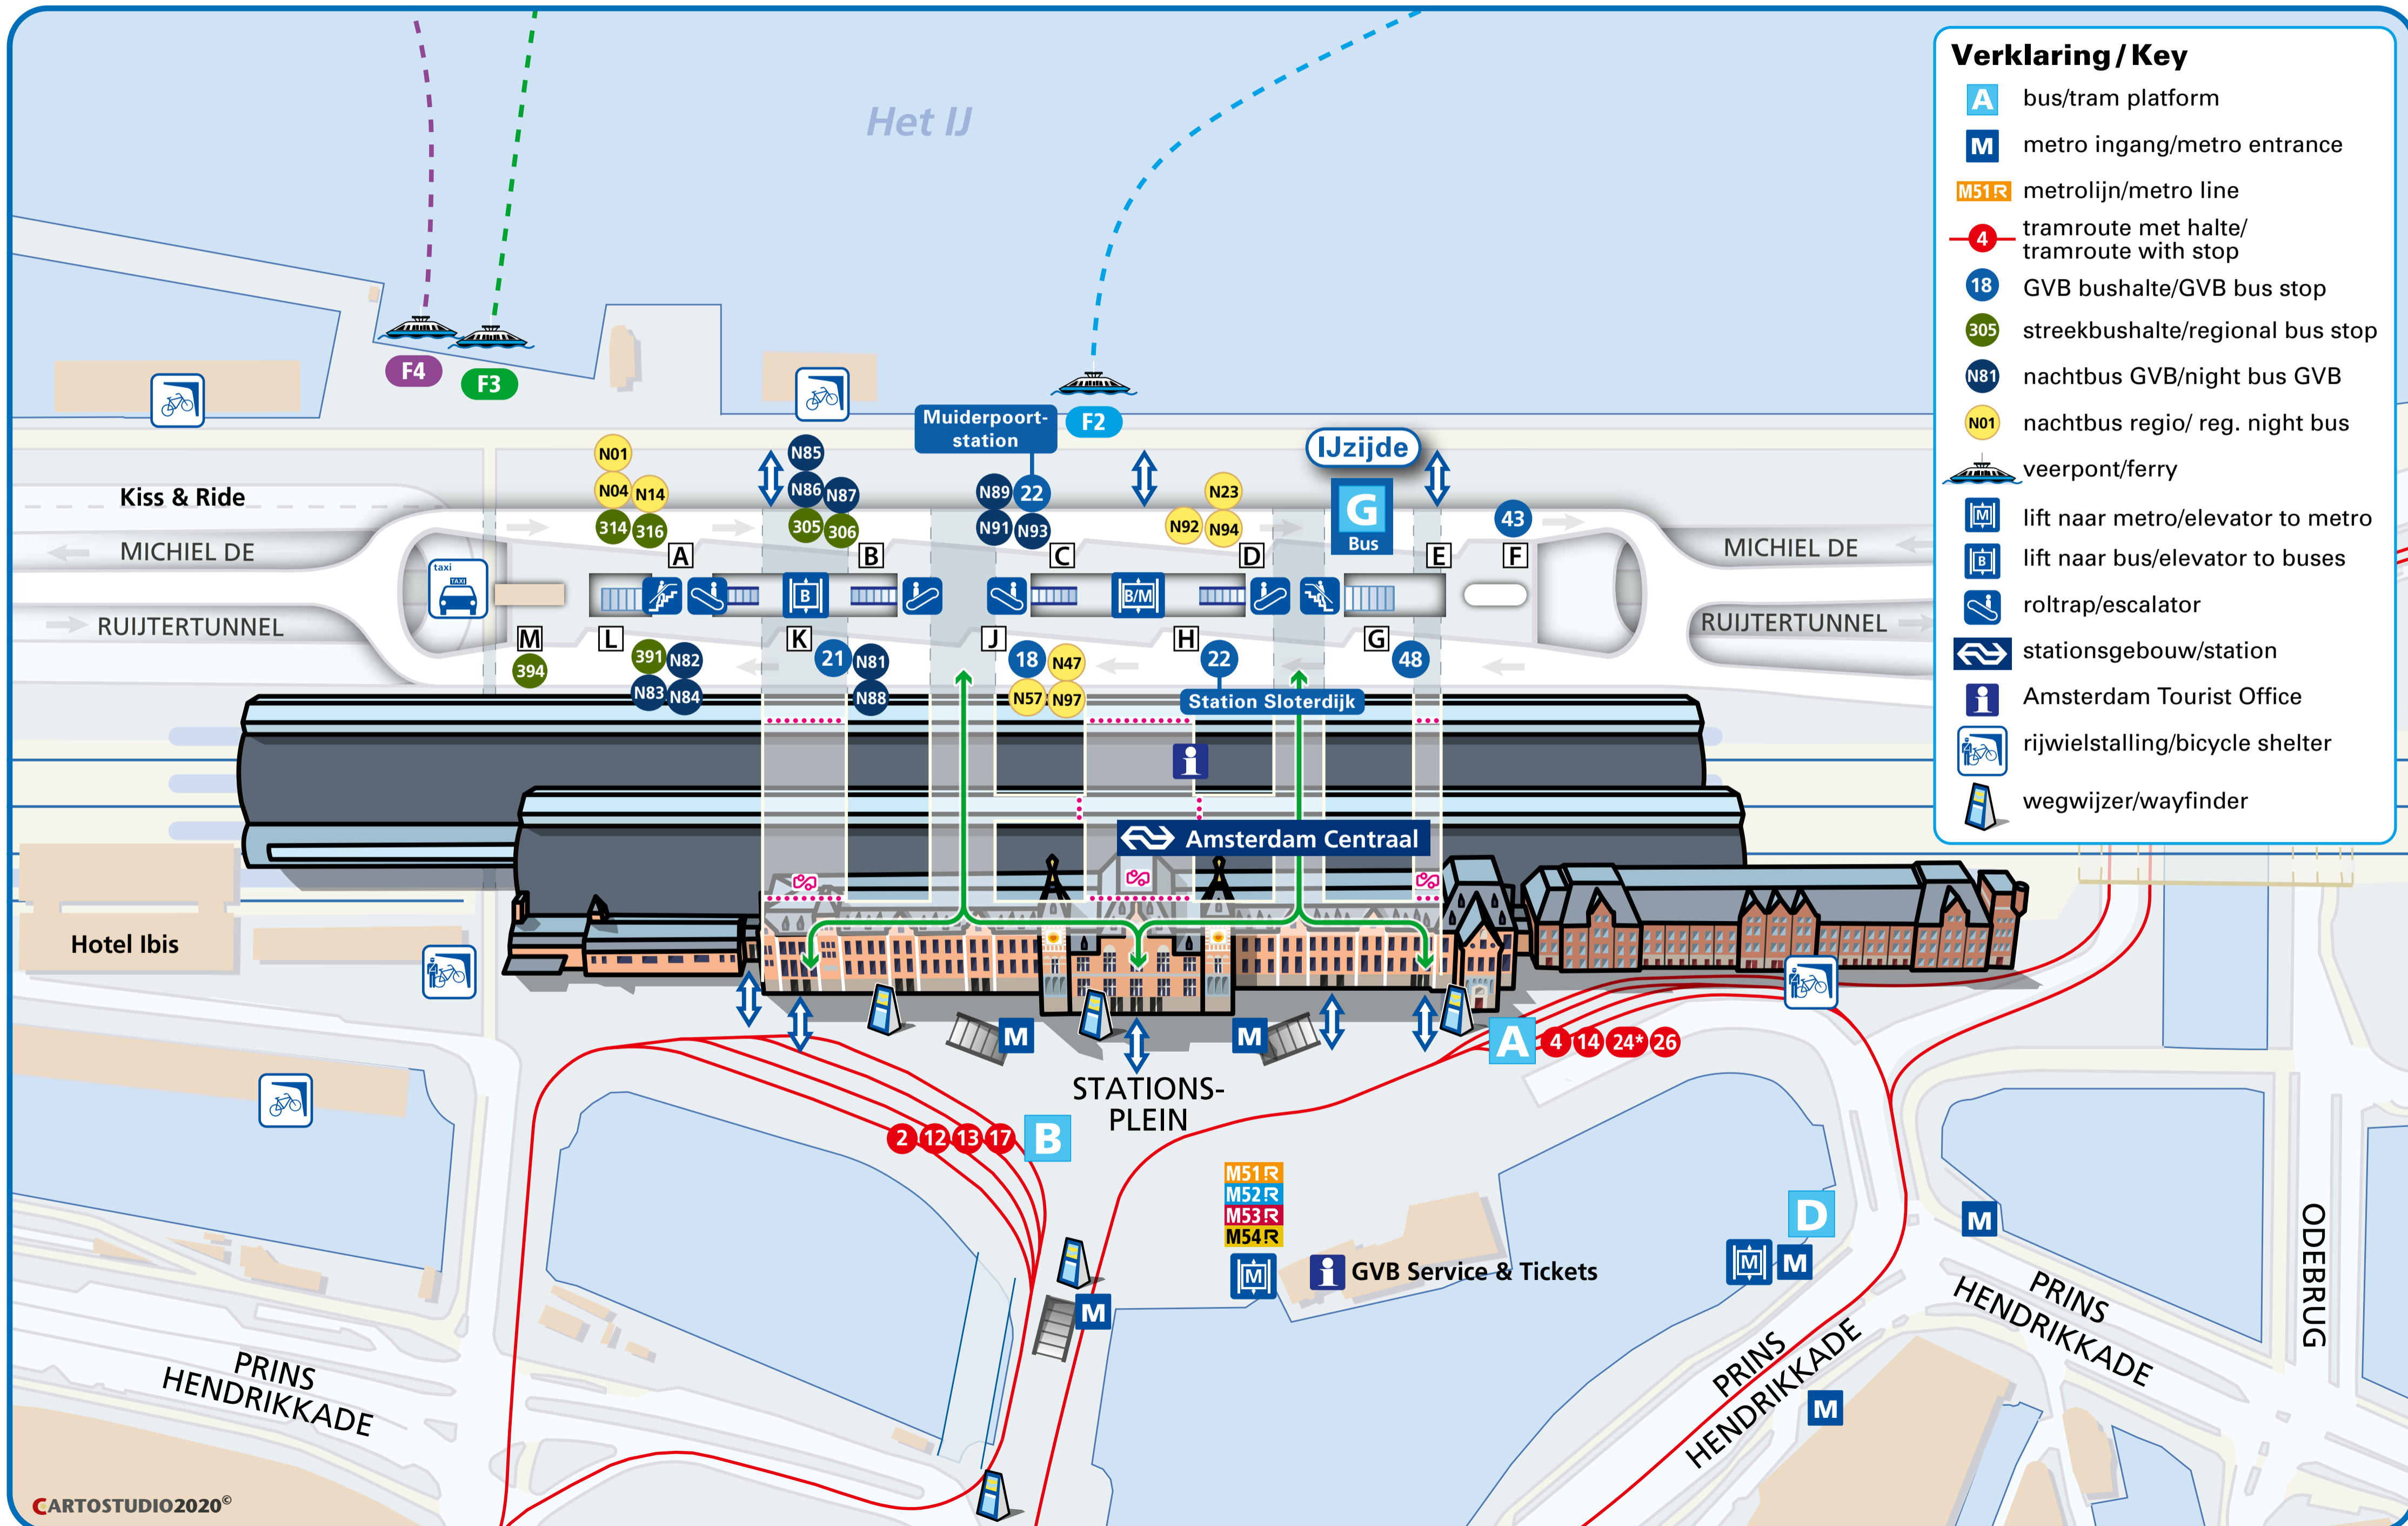 Het IJ
F4
F3
F2
Muiderpoort-
station
IJzijde
G
Bus
Kiss & Ride
MICHIEL DE
RUIJTERTUNNEL
MICHIEL DE
RUIJTERTUNNEL
taxi
TAXI
N01
N04
N14
314
316
A
N85
N86
N87
305
306
B
N89
22
N91
N93
C
N23
N92
N94
D
E
43
F
B
B/M
M
394
L
391
N82
N83
N84
K
21
N81
N88
J
18
N47
N57
N97
H
22
Station Sloterdijk
G
48
i
Amsterdam Centraal
Hotel Ibis
M
M
A
4
14
24*
26
STATIONS-
PLEIN
2
12
13
17
B
M51
M52
M53
M54
M
i
GVB Service & Tickets
M
D
M
M
M
M
PRINS
HENDRIKKADE
PRINS
HENDRIKKADE
PRINS
HENDRIKKADE
ODEBRUG
CARTOSTUDIO2020©
Verklaring/Key
A bus/tram platform
M metro ingang/metro entrance
M51 metrolijn/metro line
4 tramroute met halte/
tramroute with stop
18 GVB bushalte/GVB bus stop
305 streekbushalte/regional bus stop
N81 nachtbus GVB/night bus GVB
N01 nachtbus regio/ reg. night bus
veerpont/ferry
M lift naar metro/elevator to metro
B lift naar bus/elevator to buses
roltrap/escalator
stationsgebouw/station
i Amsterdam Tourist Office
rijwielstalling/bicycle shelter
wegwijzer/wayfinder